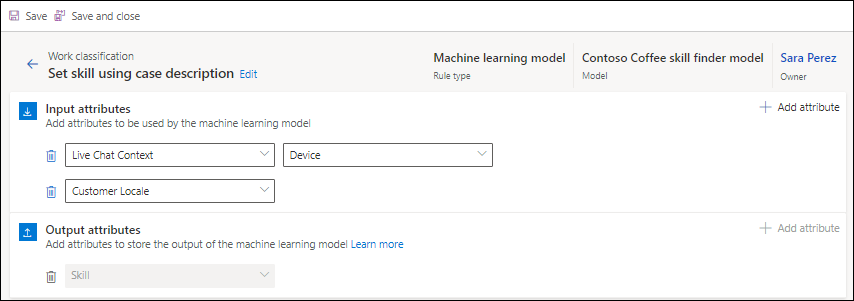 Save Save and close
Work classification
Set skill using case description Edit
Machine learning model
Rule type
Contoso Coffee skill finder model
Model
Sara Perez
Owner
Input attributes
Add attributes to be used by the machine learning model
Add attribute
Live Chat Context Device
Customer Locale
Output attributes
Add attributes to store the output of the machine learning model Learn more
Add attribute
Skill